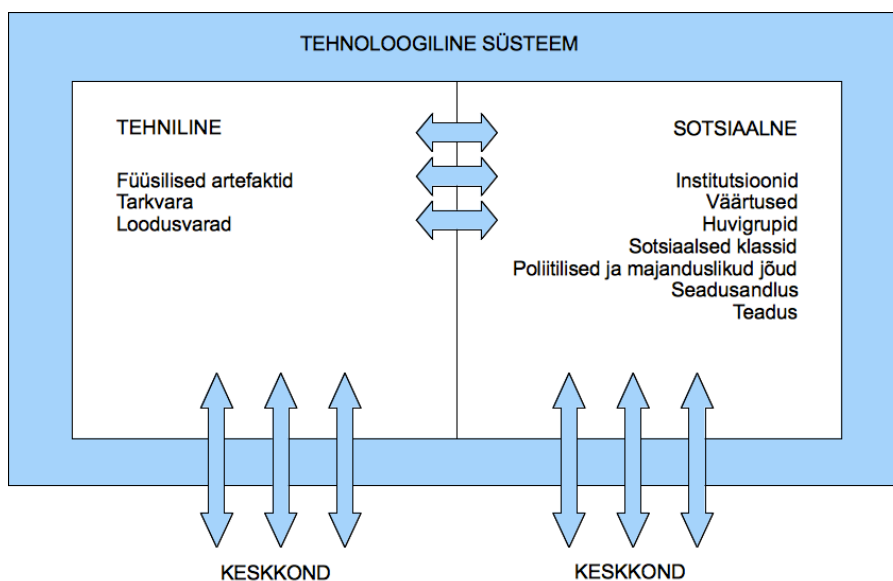 TEHNOLOOGILINE SÜSTEEM
TEHNILINE
Füüsilised artefaktid
Tarkvara
Loodusvarad
SOTSIAALNE
Institutsioonid
Väärtused
Huvigrupid
Sotsiaalsed klassid
Poliitilised ja majanduslikud jõud
Seadusandlus
Teadus
KESKKOND
KESKKOND